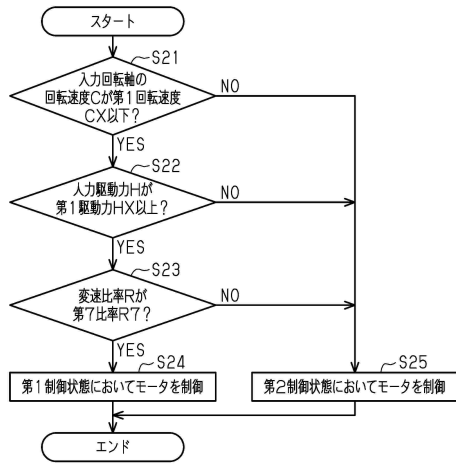 スタート
S21
入力回転軸の
回転速度Cが第1回転速度
CX以下?
NO
YES
S22
人力駆動力Hが
第1駆動力HX以上?
NO
YES
S23
変速比率Rが
第7比率R7?
NO
YES
S24
第1制御状態においてモータを制御
S25
第2制御状態においてモータを制御
エンド